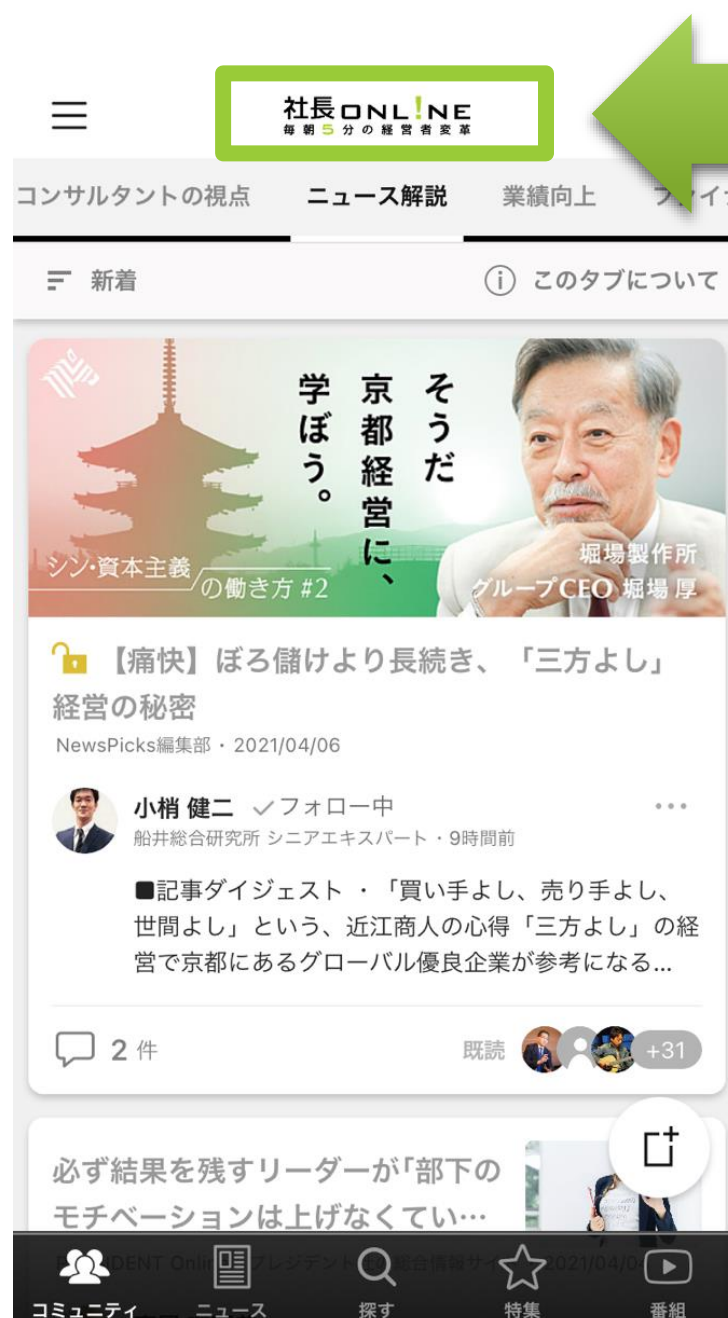 社長ONL!NE
毎朝5分の経営者変革
コンサルタントの視点 ニュース解説 業績向上 ファイナ
新着 このタブについて
そうだ
京都経営に、
学ぼう。
シン・資本主義
の働き方 #2
堀場製作所
グループCEO 堀場 厚
【痛快】ぼろ儲けより長続き、「三方よし」
経営の秘密
NewsPicks編集部・2021/04/06
小梢 健二 フォロー中
船井総合研究所 シニアエキスパート・9時間前
■記事ダイジェスト ・「買い手よし、売り手よし、
世間よし」という、近江商人の心得「三方よし」の経
営で京都にあるグローバル優良企業が参考になる...
2 件 既読 +31
必ず結果を残すリーダーが「部下の
モチベーションは上げなくてい…
コミュニティ ニュース 探す 特集 番組